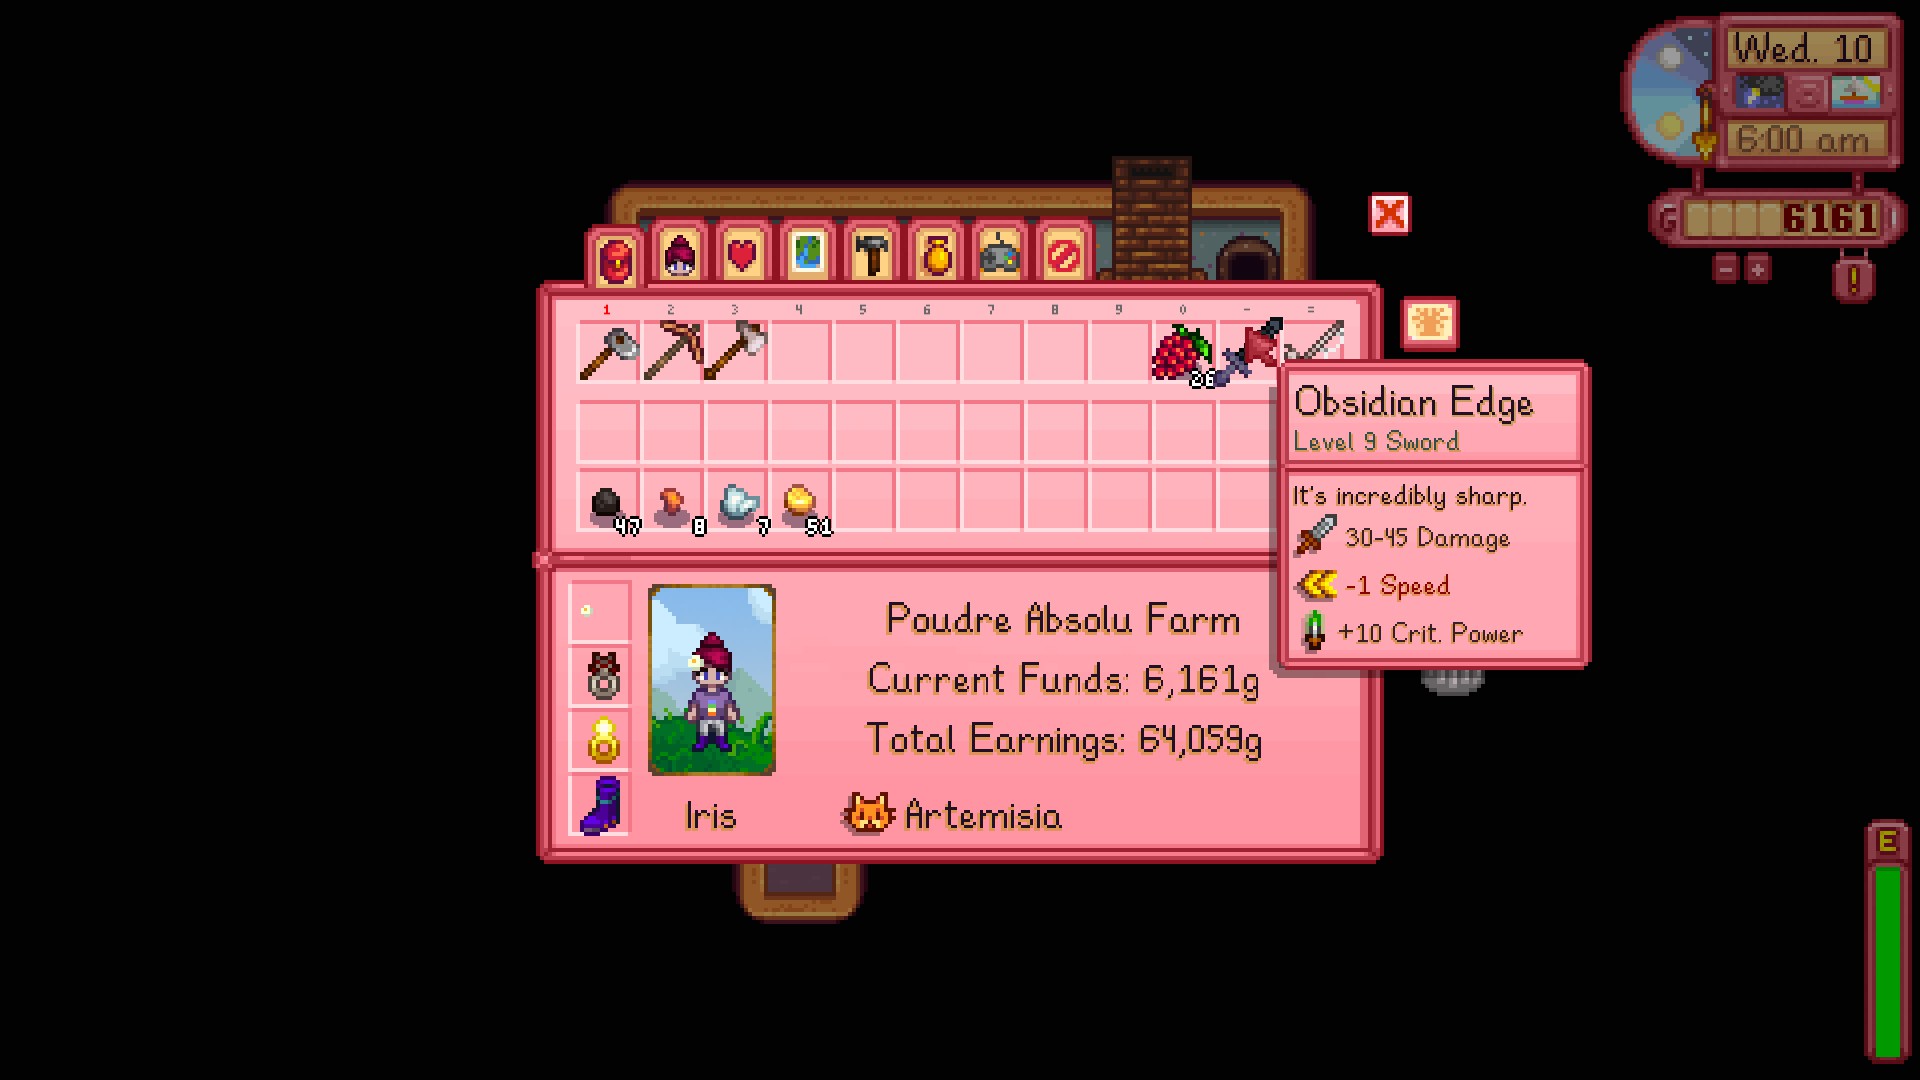 Wed. 10
6:00 am
G 6161
1 2 3 4 5 6 7 8 9 0 - =
26
Obsidian Edge
Level 9 Sword
It's incredibly sharp.
30-45 Damage
-1 Speed
+10 Crit. Power
47 8 7 51
Poudre Absolu Farm
Current Funds: 6,161g
Total Earnings: 64,059g
Iris
Artemisia
E